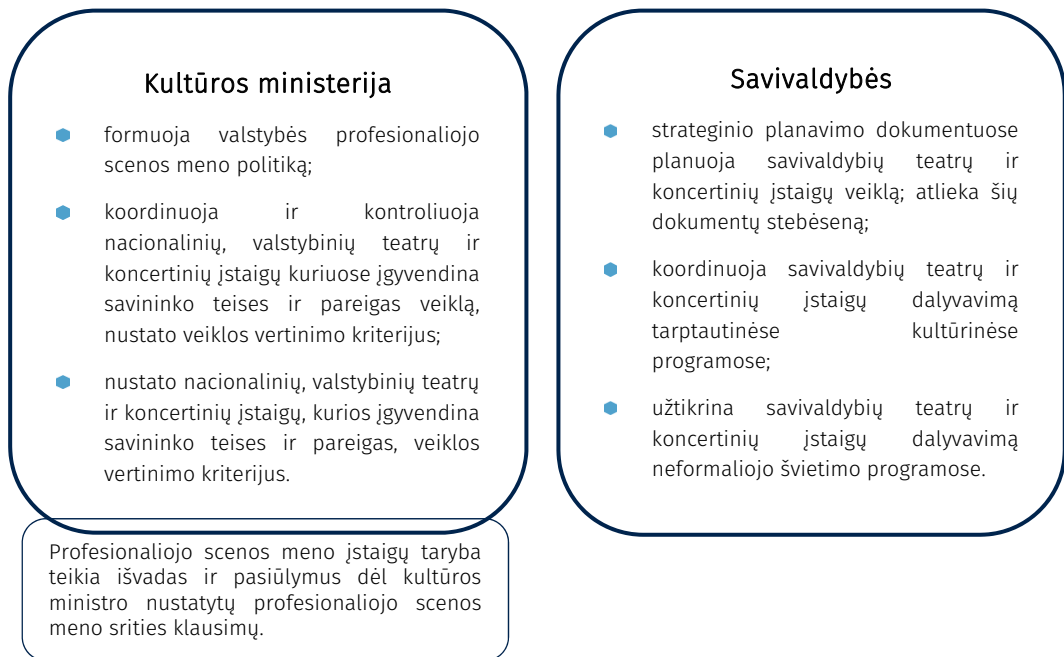 Kultūros ministerija
formuoja valstybės profesionaliojo
scenos meno politiką;
koordinuoja ir kontroliuoja
nacionalinių, valstybinių teatrų ir
koncertinių įstaigų kuriuose įgyvendina
savininko teises ir pareigas veiklą,
nustato veiklos vertinimo kriterijus;
nustato nacionalinių, valstybinių teatrų
ir koncertinių įstaigų, kurios įgyvendina
savininko teises ir pareigas, veiklos
vertinimo kriterijus.
Profesionaliojo scenos meno įstaigų taryba
teikia išvadas ir pasiūlymus dėl kultūros
ministro nustatytų profesionaliojo scenos
meno srities klausimų.
Savivaldybės
strateginio planavimo dokumentuose
planuoja savivaldybių teatrų ir
koncertinių įstaigų veiklą; atlieka šių
dokumentų stebėseną;
koordinuoja savivaldybių teatrų ir
koncertinių įstaigų dalyvavimą
tarptautinėse kultūrinėse
programose;
užtikrina savivaldybių teatrų ir
koncertinių įstaigų dalyvavimą
neformaliojo švietimo programose.